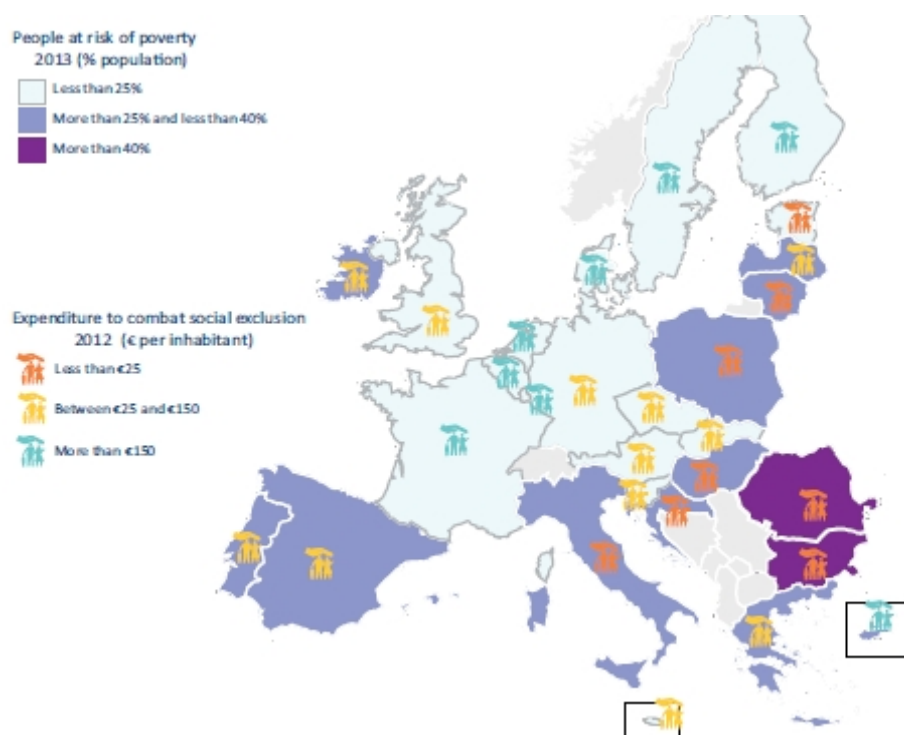 People at risk of poverty
2013 (% population)
Less than 25%
More than 25% and less than 40%
More than 40%
Expenditure to combat social exclusion
2012 (€ per inhabitant)
Less than €25
Between €25 and €150
More than €150